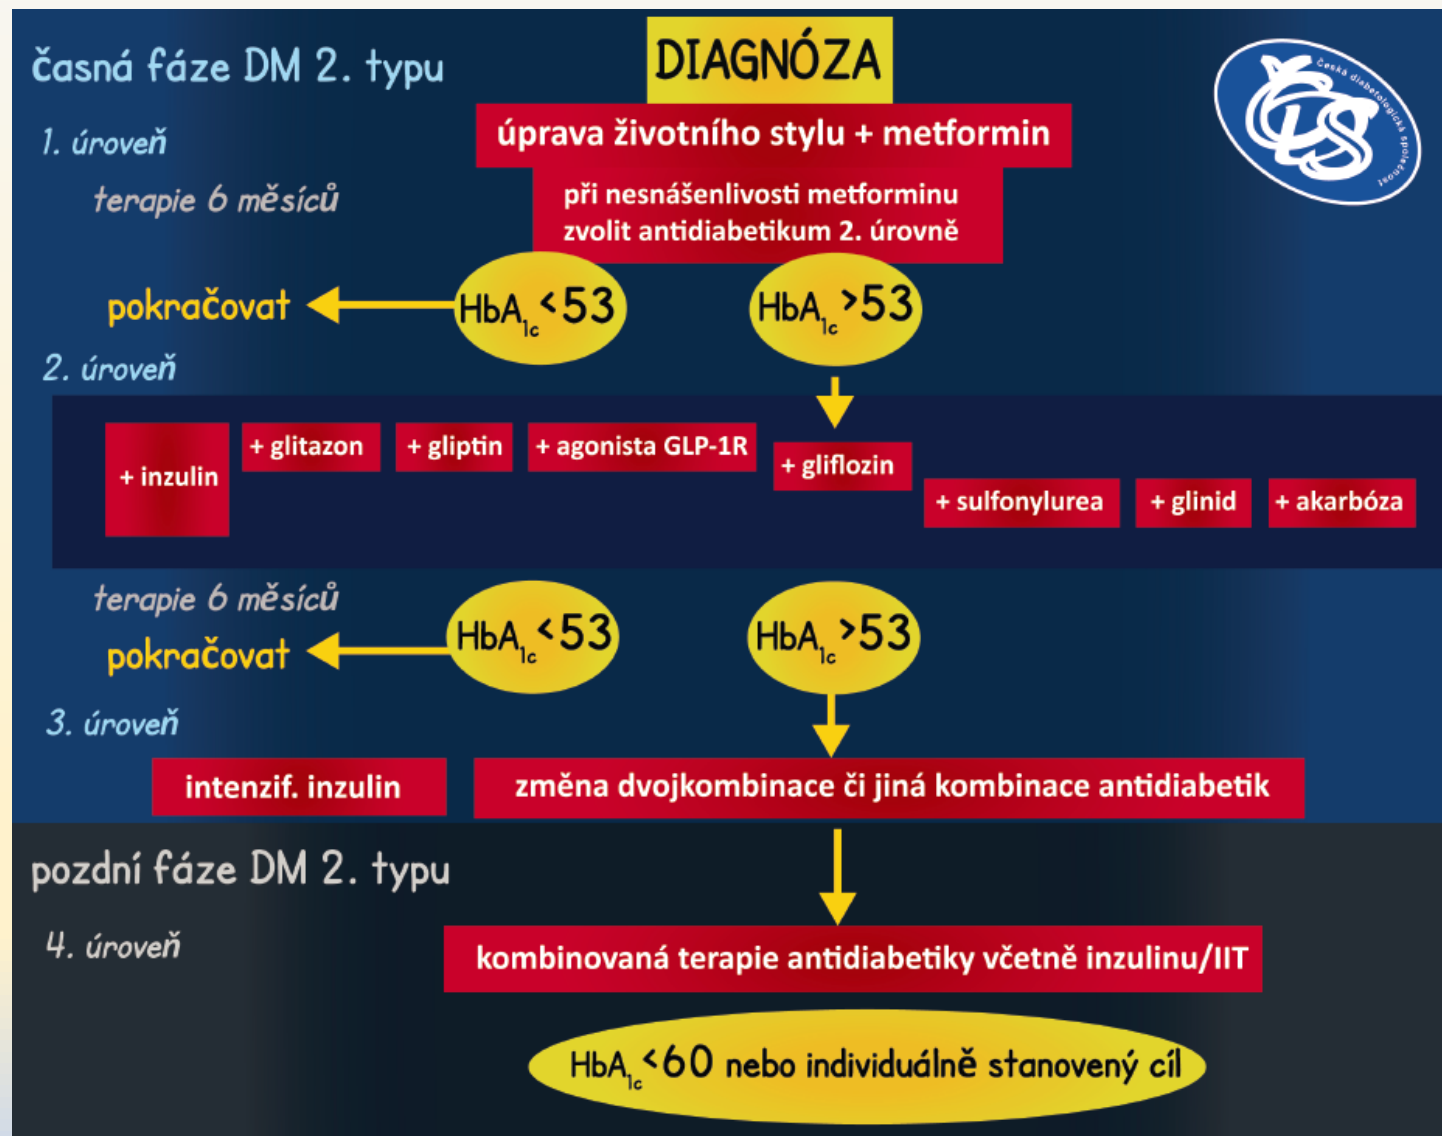 časná fáze DM 2. typu
DIAGNÓZA
Česká diabetologická společnost
ČDS
1. úroveň
úprava životního stylu + metformin
terapie 6 měsíců
při nesnášenlivosti metforminu
zvolit antidiabetikum 2. úrovně
pokračovat
HbA1c <53
HbA1c >53
2. úroveň
+ inzulin
+ glitazon
+ gliptin
+ agonista GLP-1R
+ gliflozin
+ sulfonylurea
+ glinid
+ akarbóza
terapie 6 měsíců
pokračovat
HbA1c <53
HbA1c >53
3. úroveň
intenzif. inzulin
změna dvojkombinace či jiná kombinace antidiabetik
pozdní fáze DM 2. typu
4. úroveň
kombinovaná terapie antidiabetiky včetně inzulinu/IIT
HbA1c <60 nebo individuálně stanovený cíl